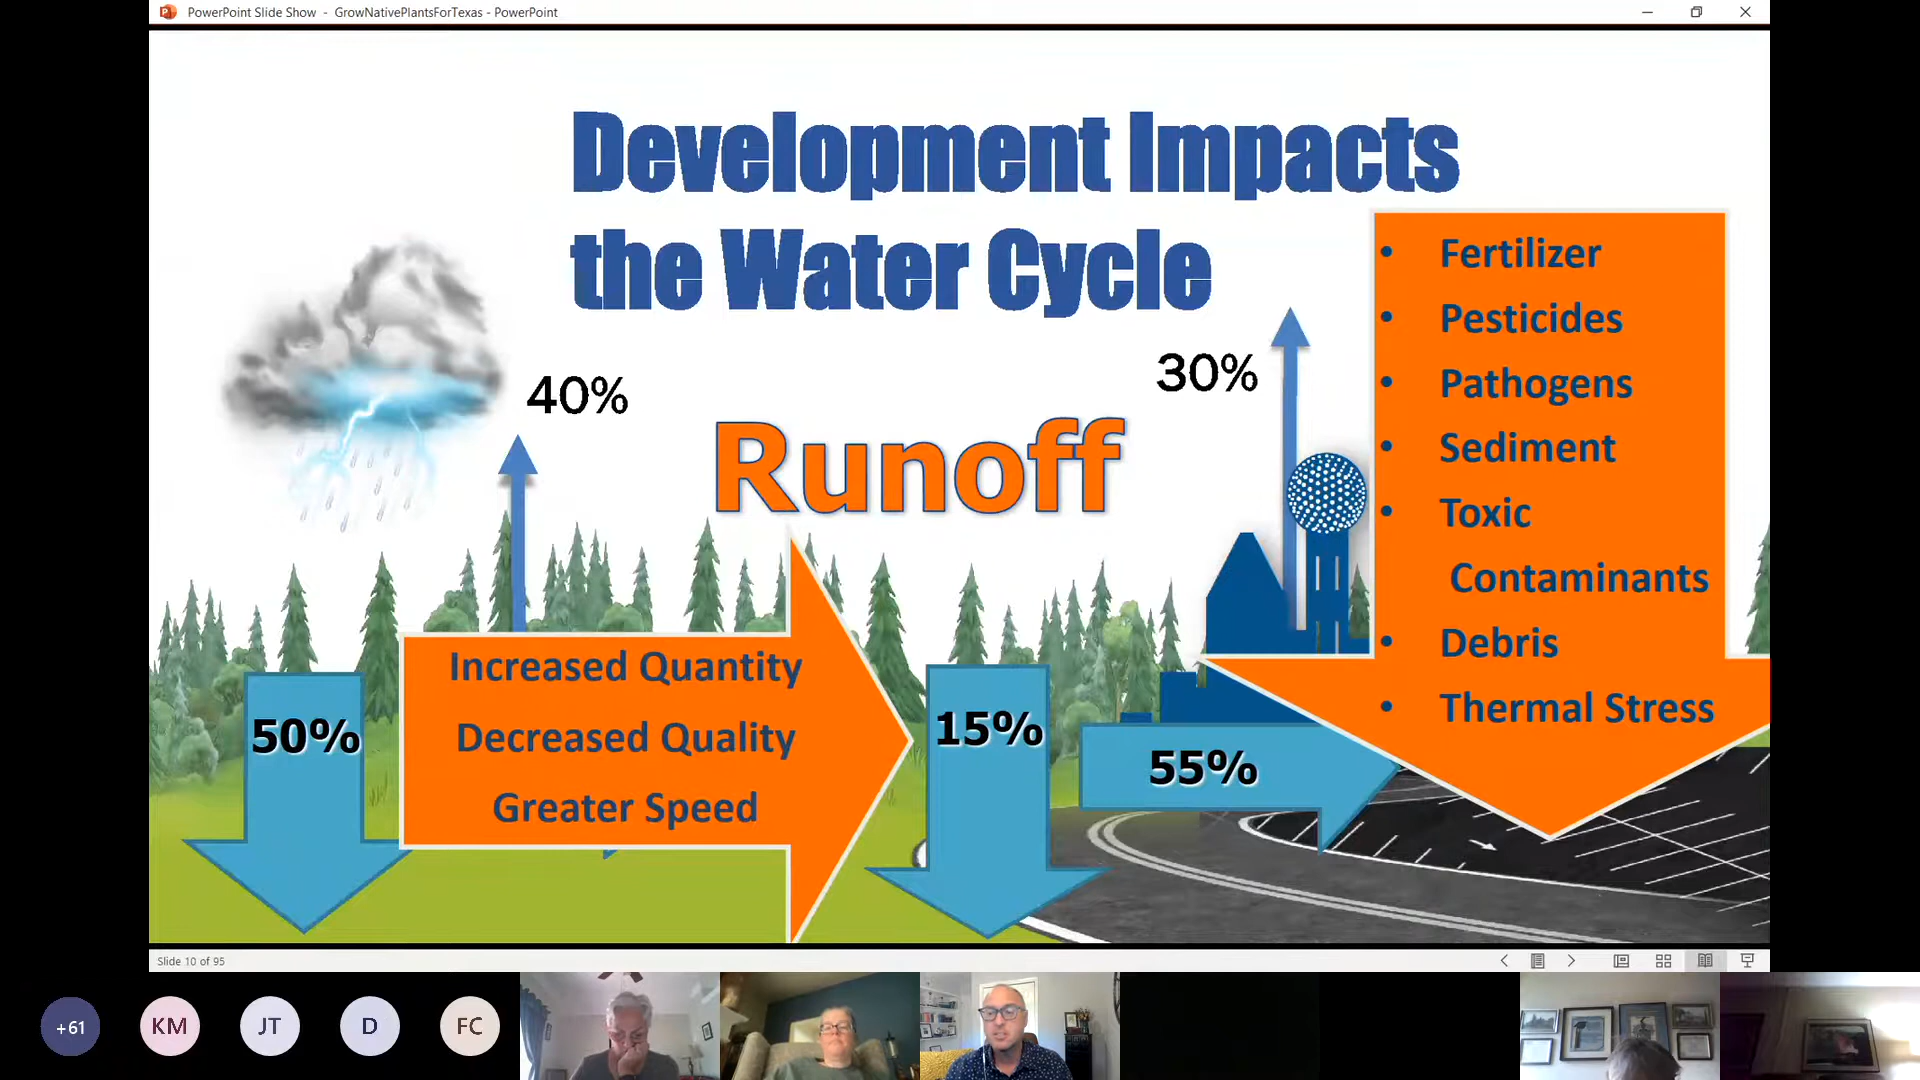 PowerPoint Slide Show - GrowNativePlantsForTexas - PowerPoint
Development Impacts
the Water Cycle
40%
30%
Runoff
• Fertilizer
• Pesticides
• Pathogens
• Sediment
• Toxic
Contaminants
• Debris
• Thermal Stress
Increased Quantity
Decreased Quality
Greater Speed
50%
15%
55%
Slide 10 of 95
+61
KM
JT
D
FC